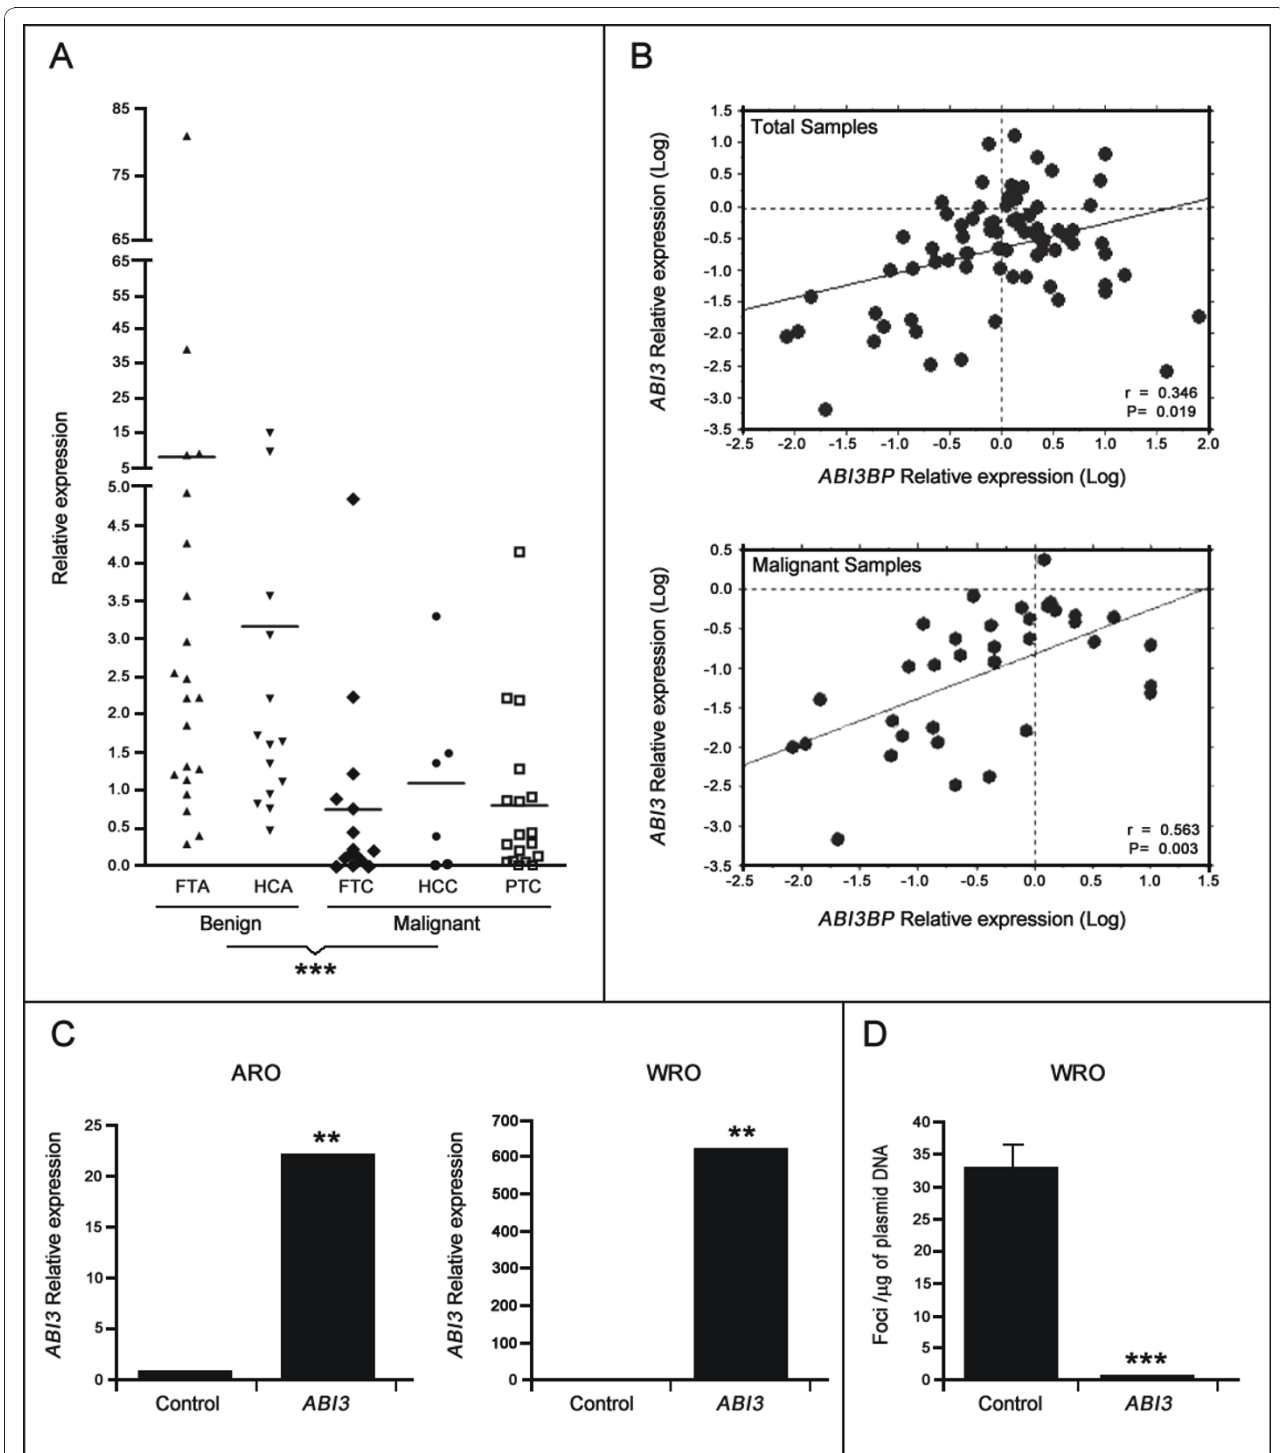 A
85
75
65
65
55
45
35
25
15
5
5.0
4.5
4.0
3.5
3.0
2.5
2.0
1.5
1.0
0.5
0.0
Relative expression
FTA HCA FTC HCC PTC
Benign Malignant
***
B
Total Samples
1.5
1.0
0.5
0.0
-0.5
-1.0
-1.5
-2.0
-2.5
-3.0
-3.5
ABI3 Relative expression (Log)
r = 0.346
P= 0.019
-2.5 -2.0 -1.5 -1.0 -0.5 0.0 0.5 1.0 1.5 2.0
ABI3BP Relative expression (Log)
Malignant Samples
0.5
0.0
-0.5
-1.0
-1.5
-2.0
-2.5
-3.0
-3.5
ABI3 Relative expression (Log)
r = 0.563
P= 0.003
-2.5 -2.0 -1.5 -1.0 -0.5 0.0 0.5 1.0 1.5
ABI3BP Relative expression (Log)
C
ARO
25
20
15
10
5
0
ABI3 Relative expression
**
Control ABI3
WRO
700
600
500
400
300
200
100
0
ABI3 Relative expression
**
Control ABI3
D
WRO
40
35
30
25
20
15
10
5
0
Foci /µg of plasmid DNA
***
Control ABI3